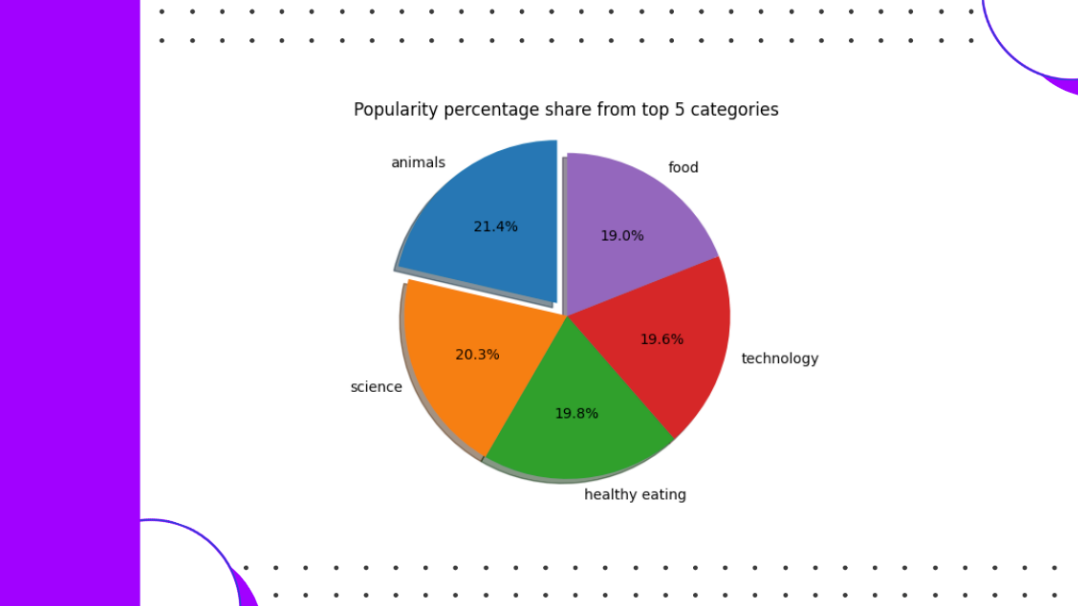 Popularity percentage share from top 5 categories
animals
food
21.4%
19.0%
19.6%
20.3%
technology
science
19.8%
healthy eating